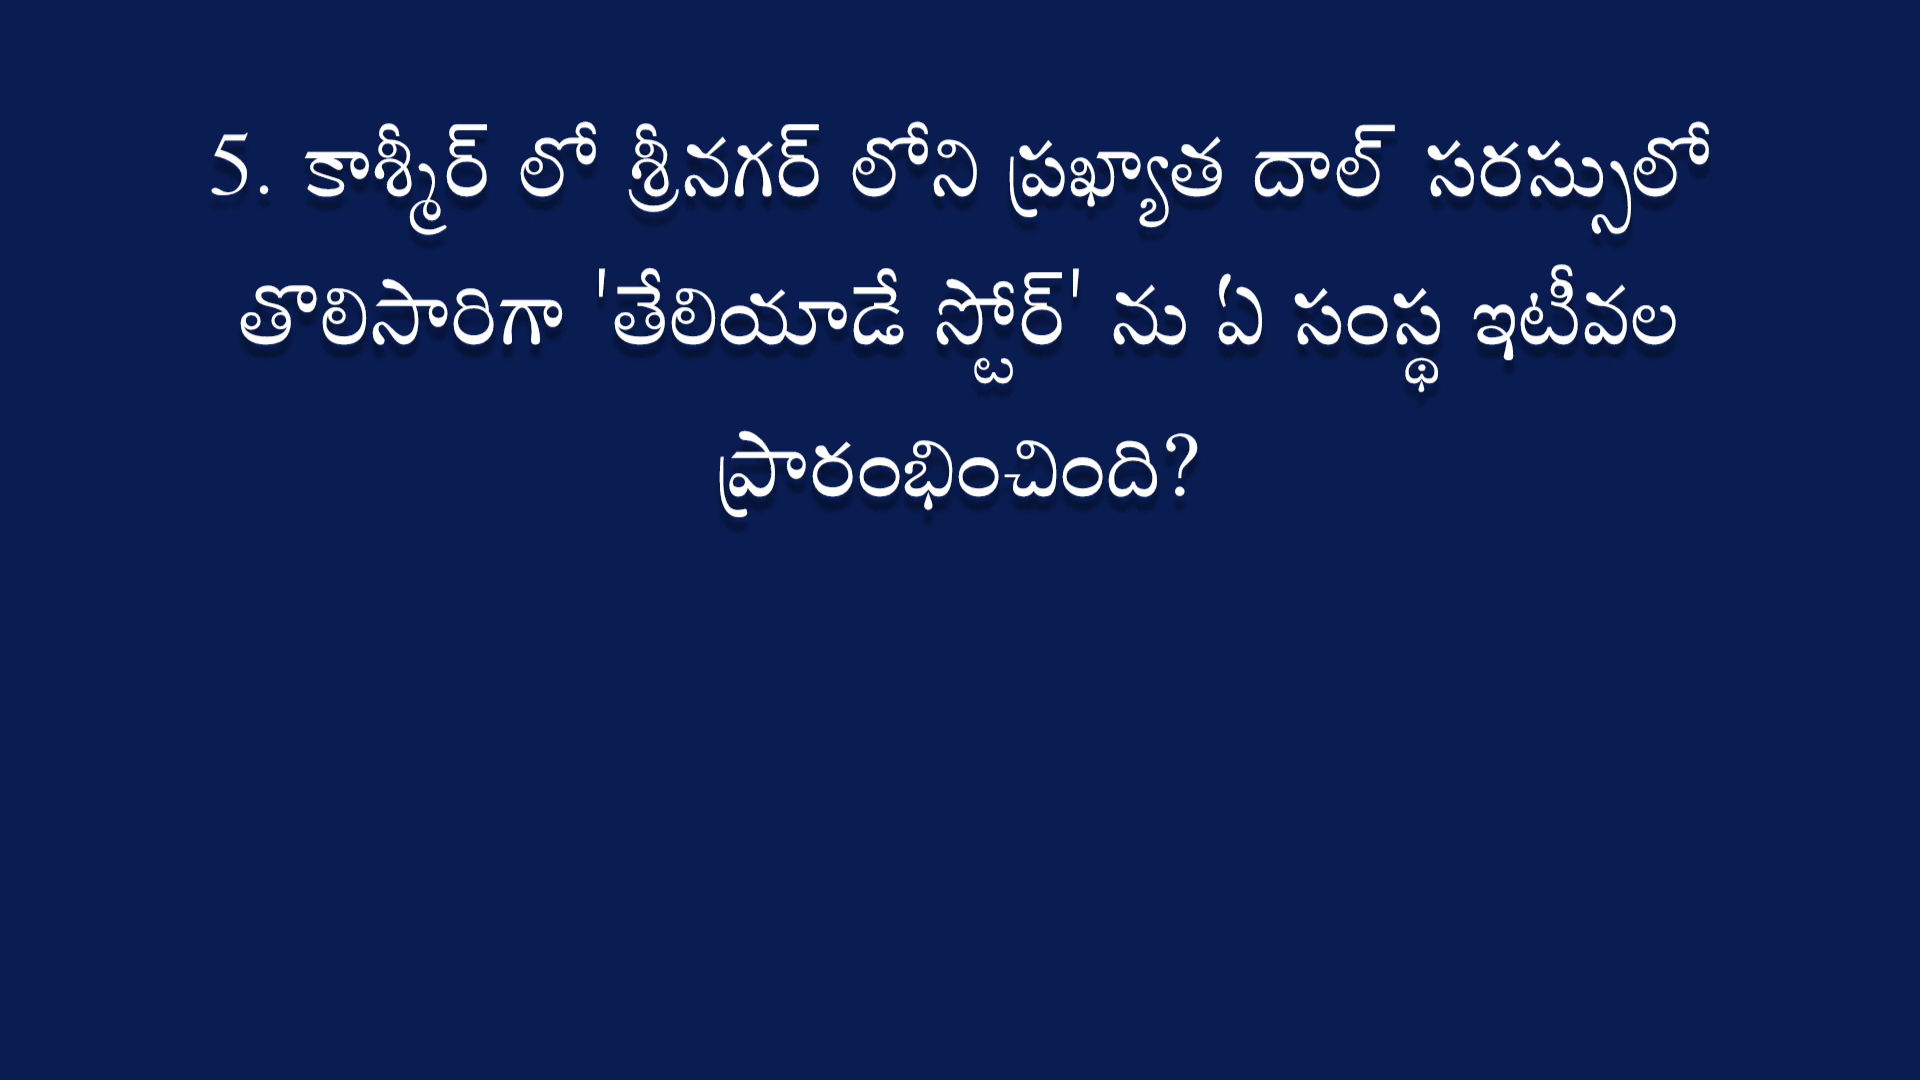 5. కాశ్మీర్ లో శ్రీనగర్ లోని ప్రఖ్యాత దాల్ సరస్సులో
తొలిసారిగా 'తేలియాడే స్టోర్' ను ఏ సంస్థ ఇటీవల
ప్రారంభించింది?